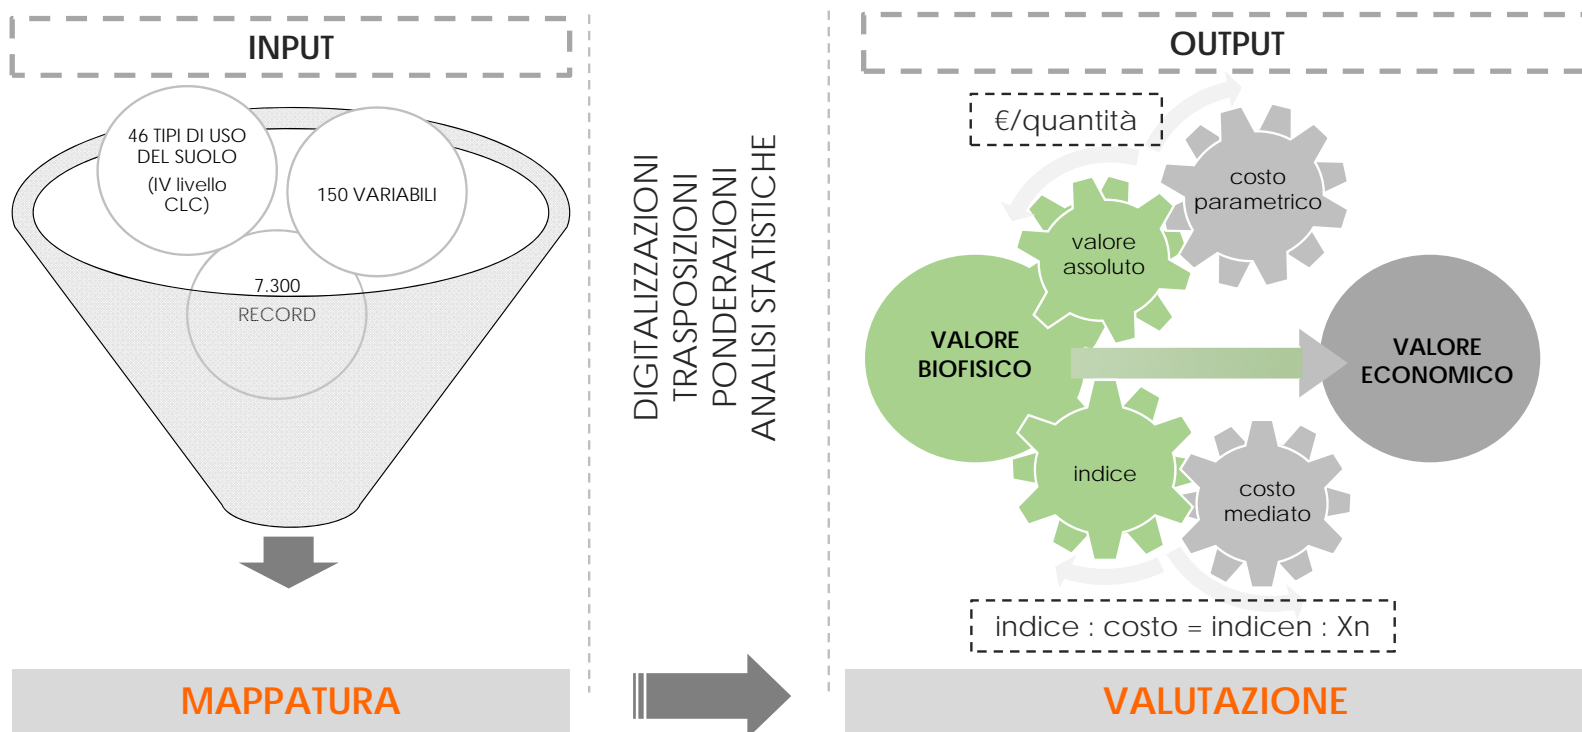 INPUT
46 TIPI DI USO
DEL SUOLO
(IV livello
CLC)
150 VARIABILI
7.300
RECORD
MAPPATURA
DIGITALIZZAZIONI
TRASPOSIZIONI
PONDERAZIONI
ANALISI STATISTICHE
OUTPUT
€/quantità
costo
parametrico
valore
assoluto
VALORE
BIOFISICO
VALORE
ECONOMICO
indice
costo
mediato
indice : costo = indicen : Xn
VALUTAZIONE